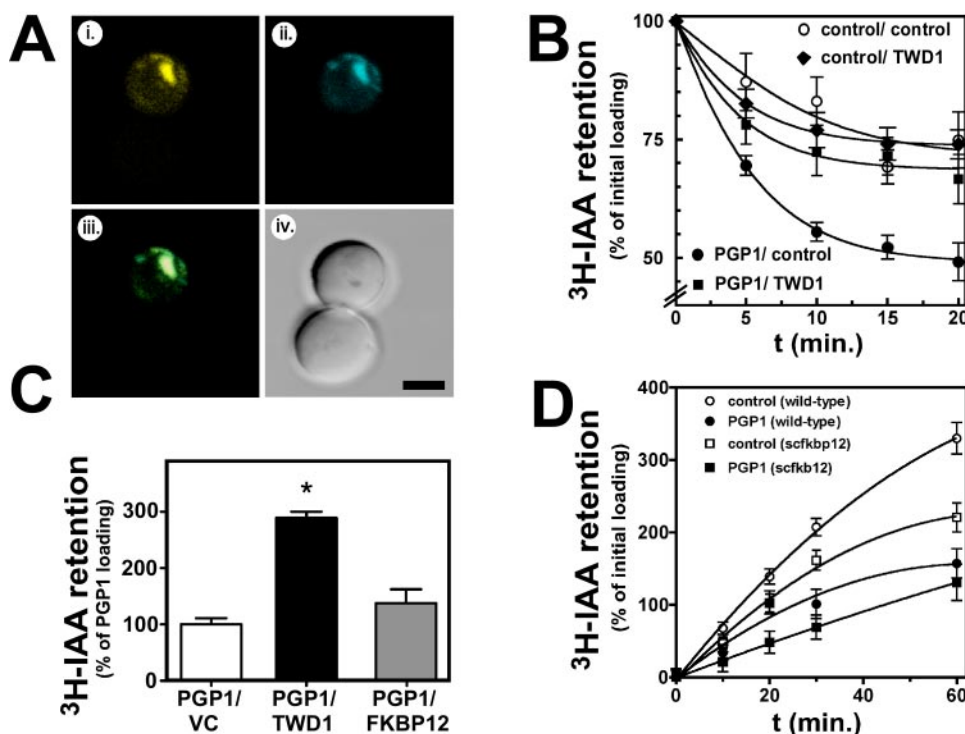 A
i.
ii.
iii.
iv.
B
³H-IAA retention
(% of initial loading)
100
75
50
control/ control
control/ TWD1
PGP1/ control
PGP1/ TWD1
0
5
10
15
20
t (min.)
C
³H-IAA retention
(% of PGP1 loading)
300
200
100
0
*
PGP1/
VC
PGP1/
TWD1
PGP1/
FKBP12
D
³H-IAA retention
(% of initial loading)
400
300
200
100
0
control (wild-type)
PGP1 (wild-type)
control (scfkbp12)
PGP1 (scfkb12)
0
20
40
60
t (min.)